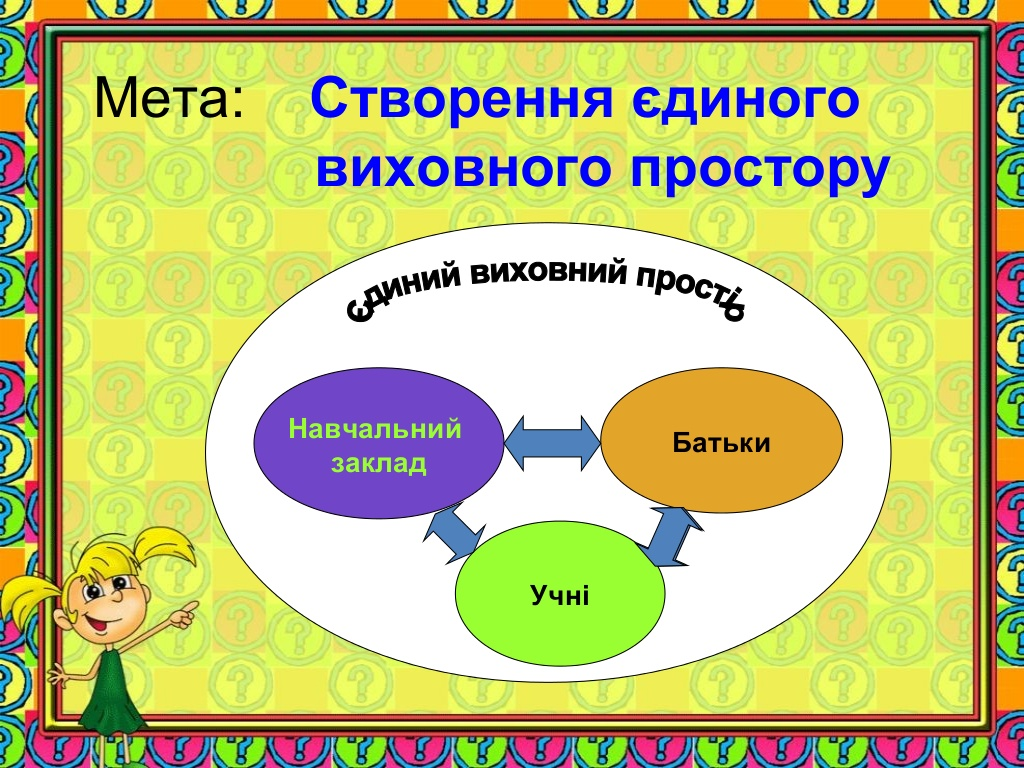 Мета: Створення єдиного
виховного простору
Єдиний виховний простір
Навчальний
заклад
Батьки
Учні